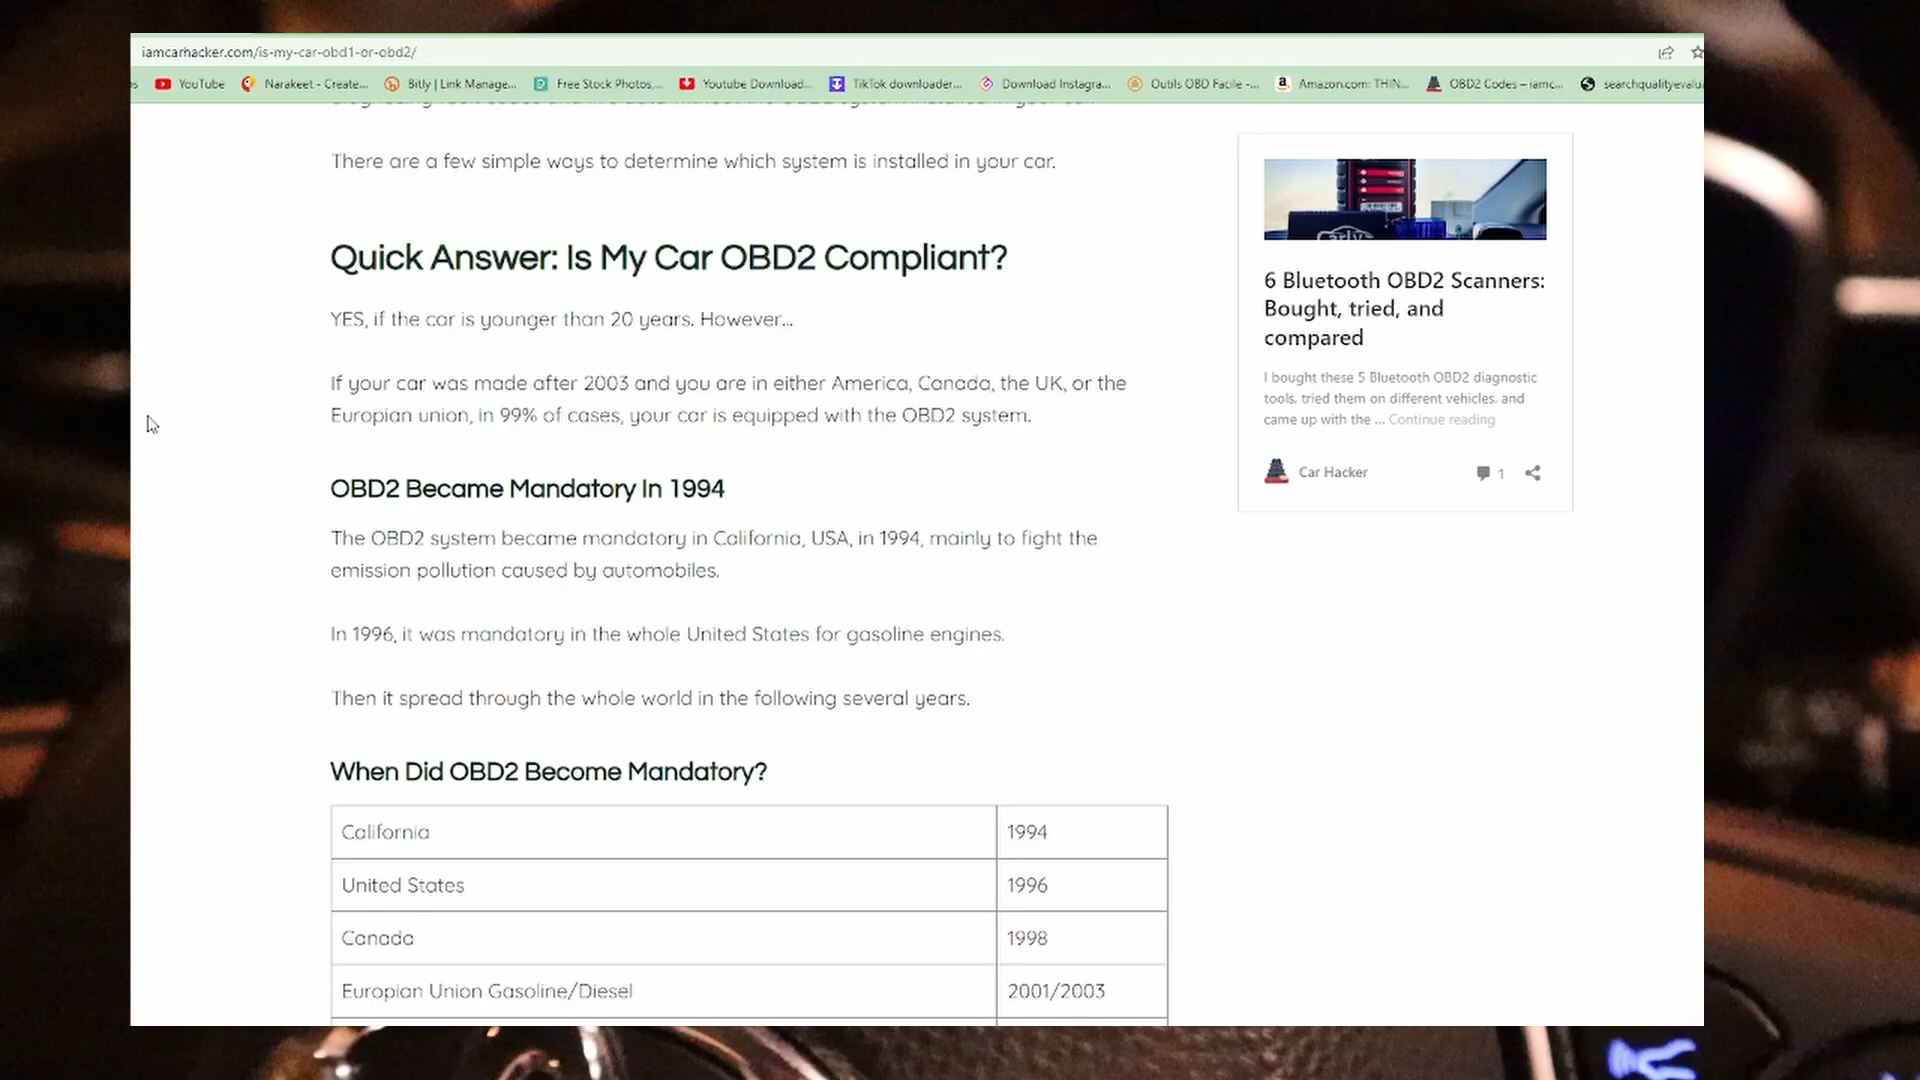 iamcarhacker.com/is-my-car-obd1-or-obd2/
YouTube Narakeet - Create... Bitly | Link Manage... Free Stock Photos,... Youtube Download... TikTok downloader... Download Instagra... Outils OBD Facile -... Amazon.com: THIN... OBD2 Codes – iamc... searchqualityevalu
There are a few simple ways to determine which system is installed in your car.
Quick Answer: Is My Car OBD2 Compliant?
YES, if the car is younger than 20 years. However...
If your car was made after 2003 and you are in either America, Canada, the UK, or the
Europian union, in 99% of cases, your car is equipped with the OBD2 system.
OBD2 Became Mandatory In 1994
The OBD2 system became mandatory in California, USA, in 1994, mainly to fight the
emission pollution caused by automobiles.
In 1996, it was mandatory in the whole United States for gasoline engines.
Then it spread through the whole world in the following several years.
When Did OBD2 Become Mandatory?
California 1994
United States 1996
Canada 1998
Europian Union Gasoline/Diesel 2001/2003
6 Bluetooth OBD2 Scanners:
Bought, tried, and
compared
I bought these 5 Bluetooth OBD2 diagnostic
tools, tried them on different vehicles, and
came up with the ... Continue reading
Car Hacker 1